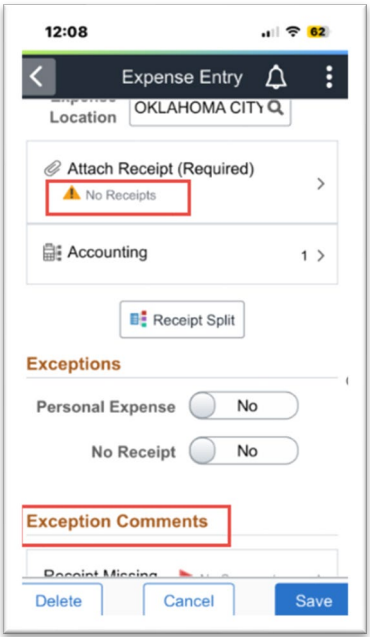 12:08
62
Expense Entry
Expense
Location
OKLAHOMA CITY
Attach Receipt (Required)
No Receipts
Accounting
1
Receipt Split
Exceptions
Personal Expense
No
No Receipt
No
Exception Comments
Receipt Missing
Delete
Cancel
Save